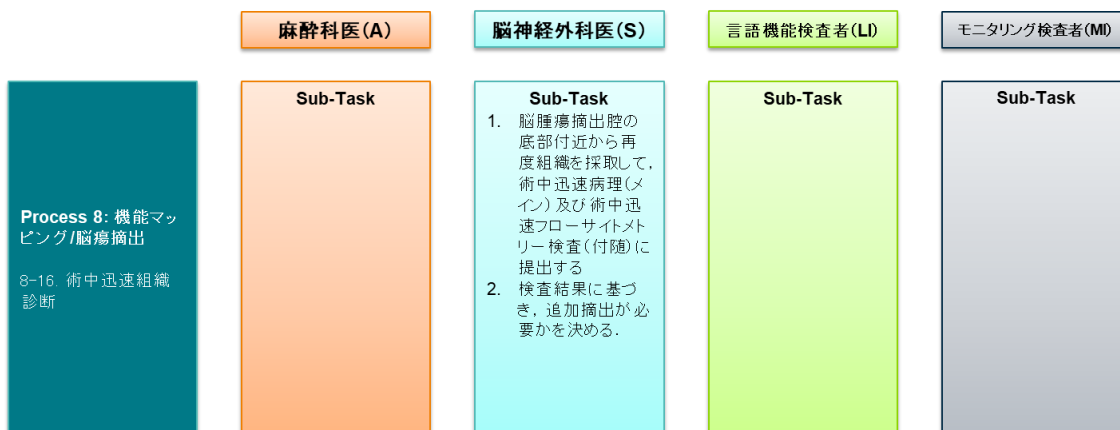 麻酔科医(A)
脳神経外科医(S)
言語機能検査者(LI)
モニタリング検査者(MI)
Process 8: 機能マッ
ピング/脳瘍摘出
8-16. 術中迅速組織
診断
Sub-Task
Sub-Task
1. 脳腫瘍摘出腔の
底部付近から再
度組織を採取して,
術中迅速病理(メ
イン)及び術中迅
速フローサイトメト
リー検査(付随)に
提出する
2. 検査結果に基づ
き, 追加摘出が必
要かを決める.
Sub-Task
Sub-Task